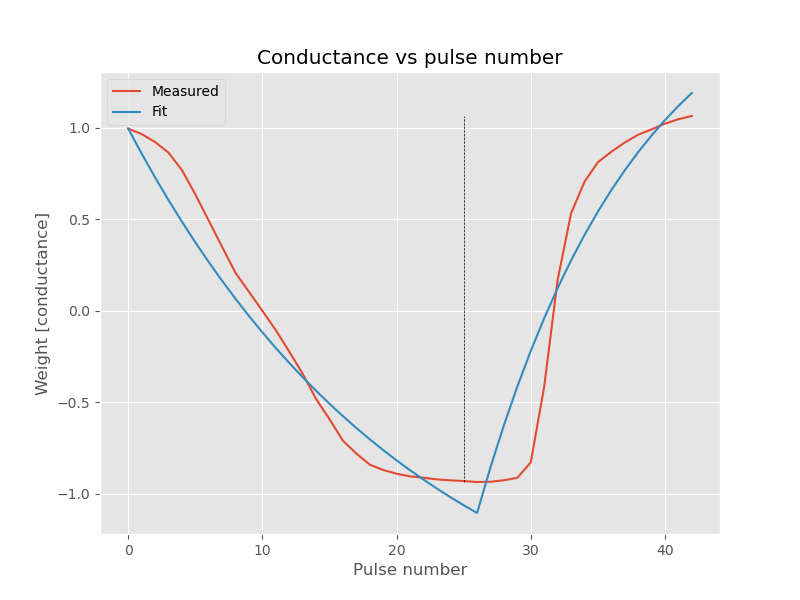 Conductance vs pulse number
Measured
Fit
1.0
0.5
0.0
−0.5
−1.0
Weight [conductance]
0 10 20 30 40
Pulse number